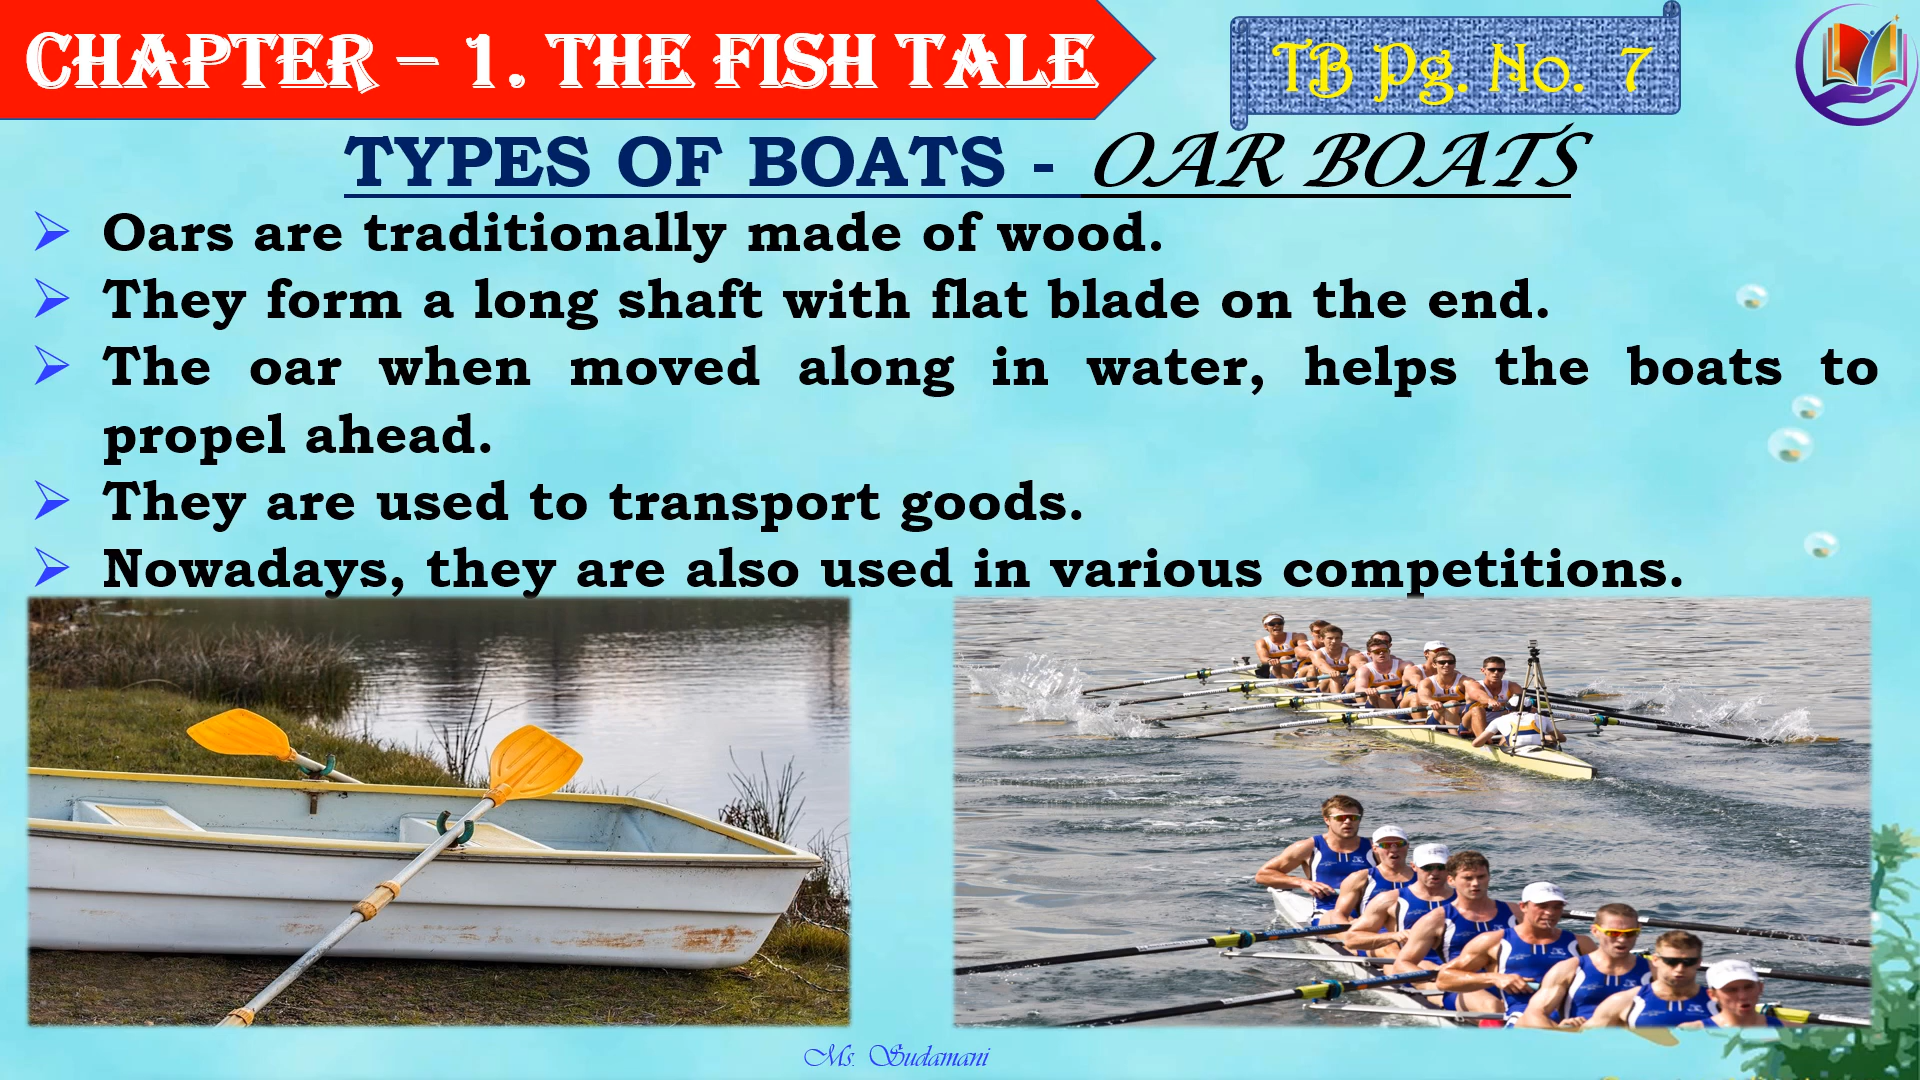 CHAPTER – 1. THE FISH TALE
TB Pg. No. 7
TYPES OF BOATS - OAR BOATS
Oars are traditionally made of wood.
They form a long shaft with flat blade on the end.
The oar when moved along in water, helps the boats to
propel ahead.
They are used to transport goods.
Nowadays, they are also used in various competitions.
Ms. Sudamani